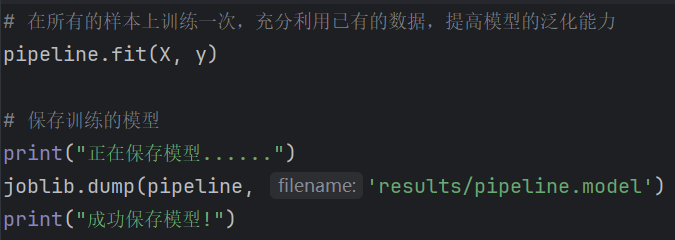 # 在所有的样本上训练一次，充分利用已有的数据，提高模型的泛化能力
pipeline.fit(X, y)
# 保存训练的模型
print("正在保存模型......")
joblib.dump(pipeline, filename: 'results/pipeline.model')
print("成功保存模型!")